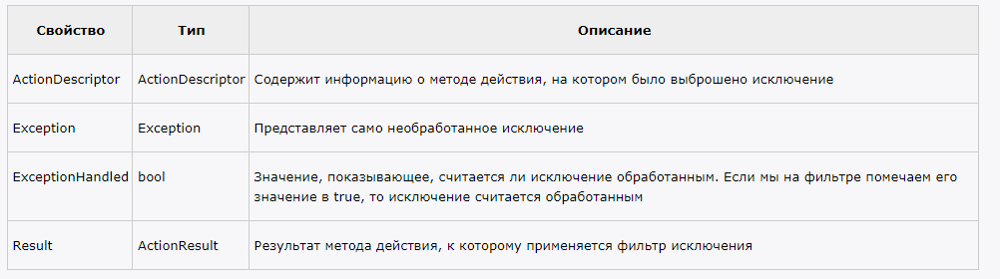 Свойство Тип Описание
ActionDescriptor ActionDescriptor Содержит информацию о методе действия, на котором было выброшено исключение
Exception Exception Представляет само необработанное исключение
ExceptionHandled bool Значение, показывающее, считается ли исключение обработанным. Если мы на фильтре помечаем его
значение в true, то исключение считается обработанным
Result ActionResult Результат метода действия, к которому применяется фильтр исключения